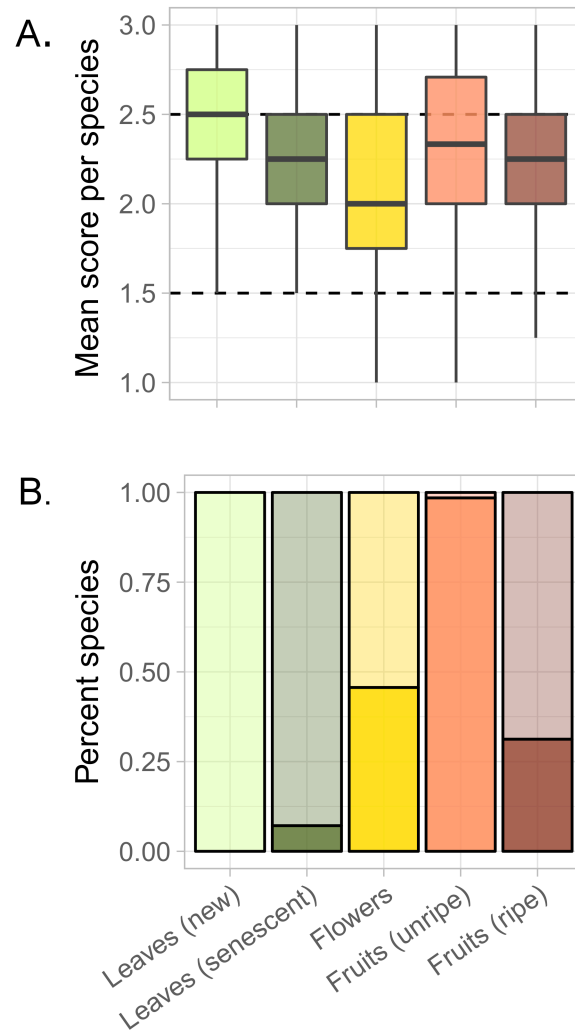 A.
Mean score per species
3.0
2.5
2.0
1.5
1.0
B.
Percent species
1.00
0.75
0.50
0.25
0.00
Leaves (new)
Leaves (senescent)
Flowers
Fruits (unripe)
Fruits (ripe)